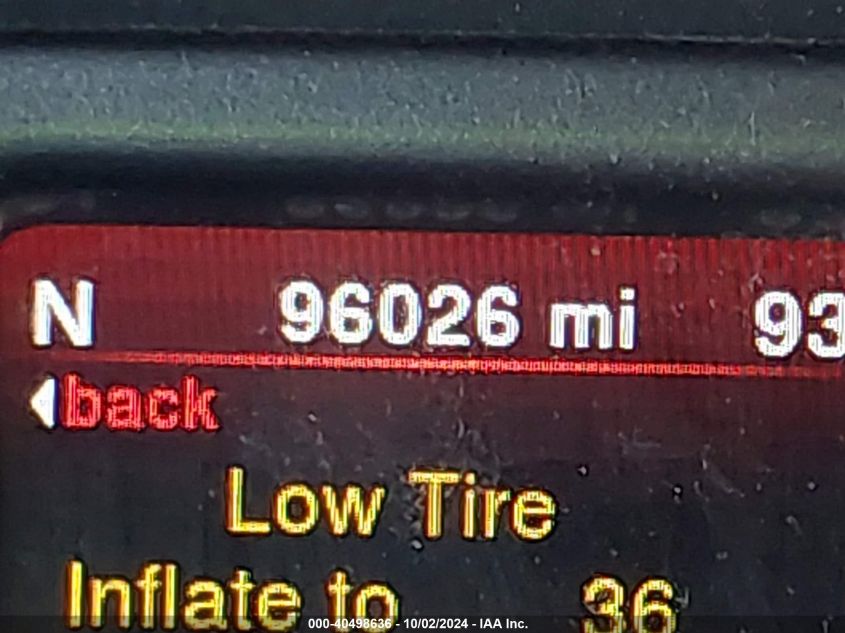 N 96026 mi 93
back
Low Tire
Inflate to 36
000-40498636 - 10/02/2024 - IAA Inc.